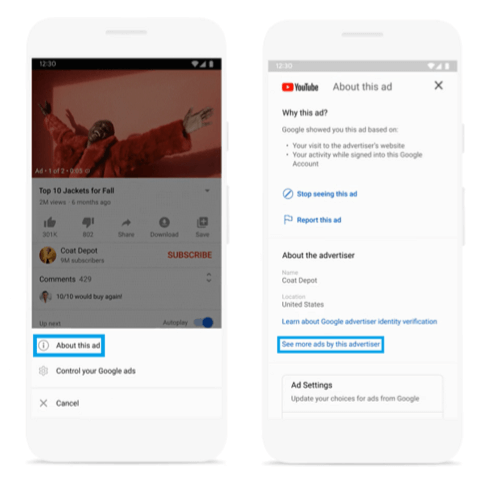 12:30
Ad • 1 of 2 • 0:05
Top 10 Jackets for Fall
2M views · 6 months ago
301K 802 Share Download Save
Coat Depot
9M subscribers
SUBSCRIBE
Comments 429
10/10 would buy again!
Up next Autoplay
About this ad
Control your Google ads
Cancel
12:30
YouTube About this ad
Why this ad?
Google showed you this ad based on:
• Your visit to the advertiser's website
• Your activity while signed into this Google
Account
Stop seeing this ad
Report this ad
About the advertiser
Name
Coat Depot
Location
United States
Learn about Google advertiser identity verification
See more ads by this advertiser
Ad Settings
Update your choices for ads from Google